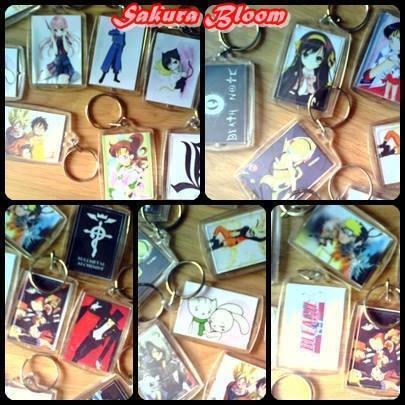 Sakura Bloom
DEATH NOTE
FULLMETAL
ALCHEMIST
BLEACH